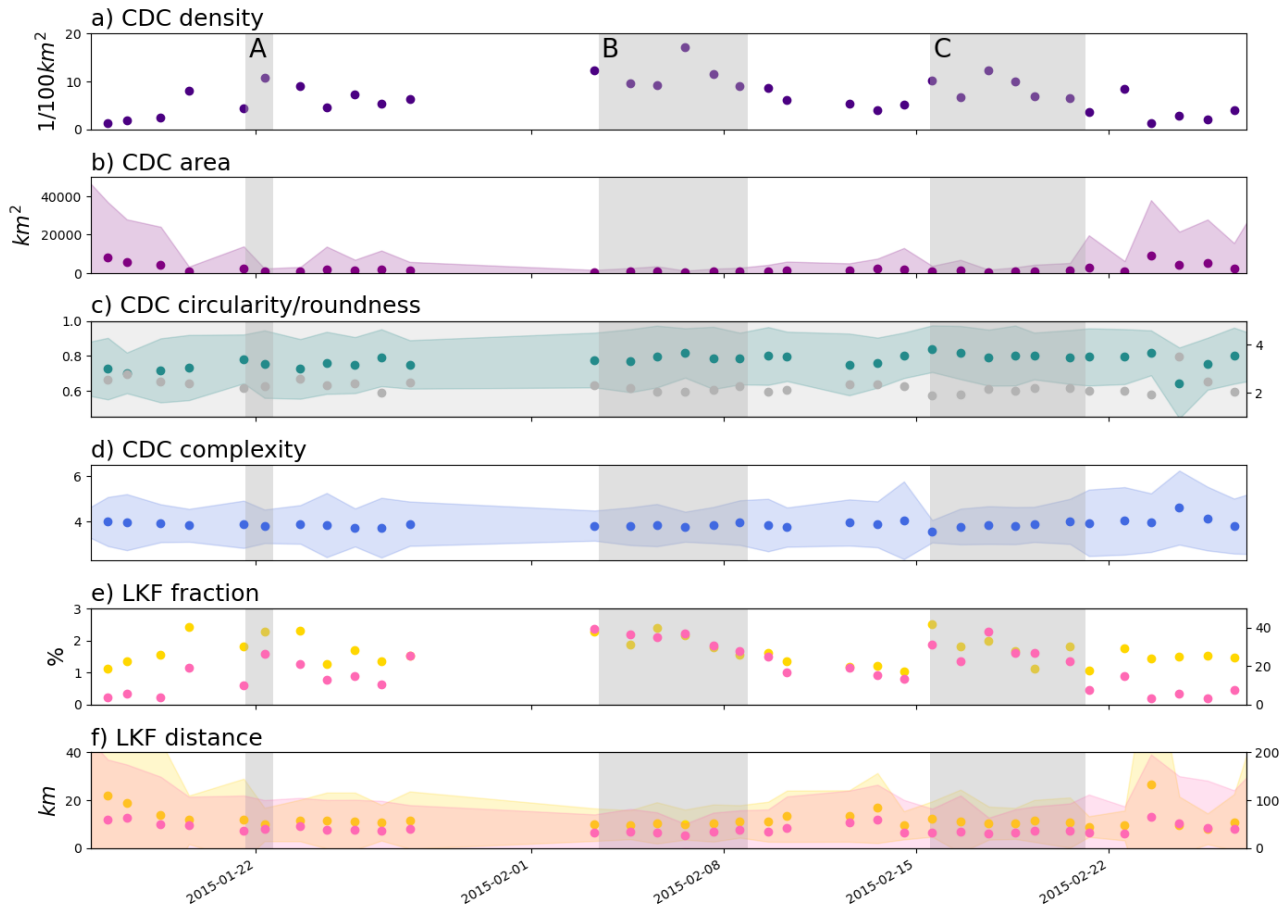 a) CDC density
20
10
0
1/100km²
A
B
C
b) CDC area
40000
20000
0
km²
c) CDC circularity/roundness
1.0
0.8
0.6
4
2
d) CDC complexity
6
4
e) LKF fraction
3
2
1
0
%
40
20
0
f) LKF distance
40
20
0
km
200
100
0
2015-01-22
2015-02-01
2015-02-08
2015-02-15
2015-02-22